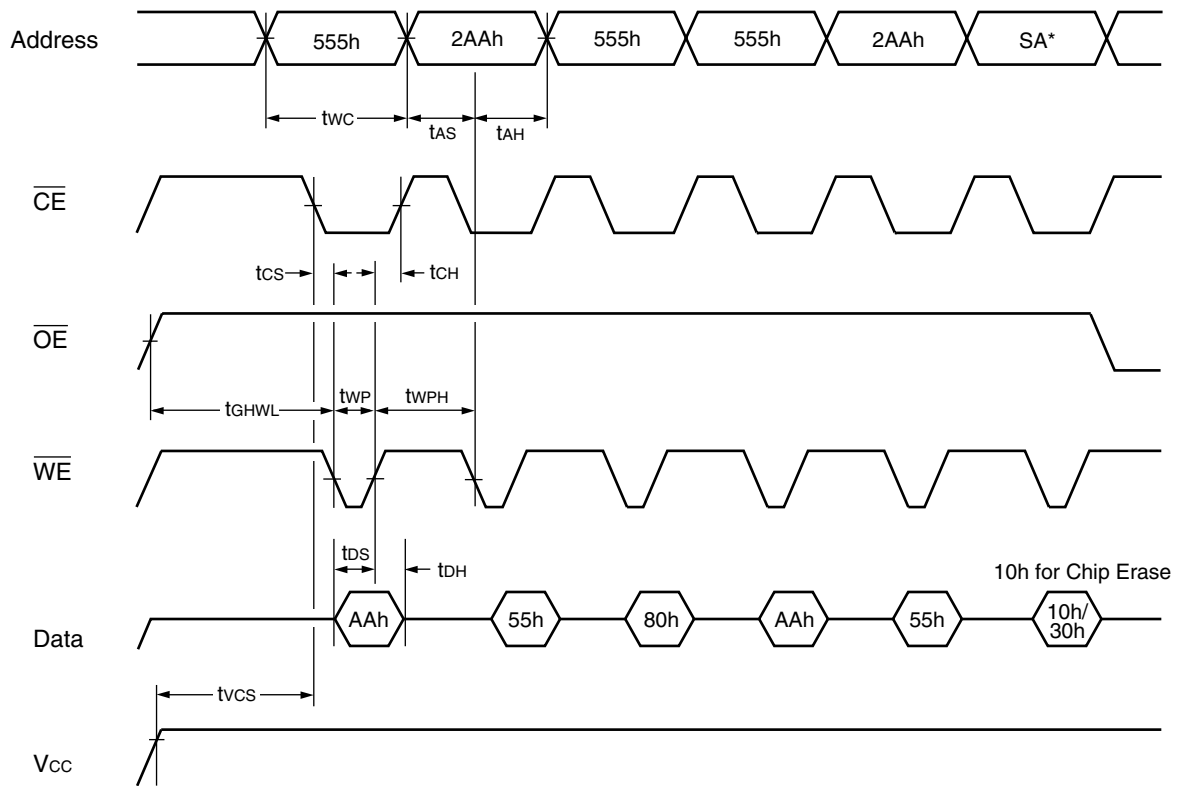 Address
555h 2AAh 555h 555h 2AAh SA*
tWC tAS tAH
CE
tCS tCH
OE
tGHWL tWP tWPH
WE
tDS tDH
10h for Chip Erase
Data
AAh 55h 80h AAh 55h 10h/
30h
tVCS
VCC